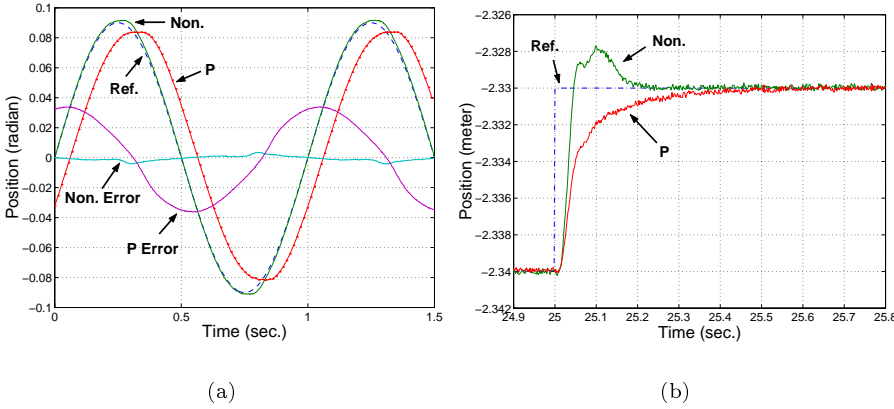 0.1
0.08
0.06
0.04
0.02
0
−0.02
−0.04
−0.06
−0.08
−0.1
Position (radian)
Non.
Ref.
P
Non. Error
P Error
0
0.5
1
1.5
Time (sec.)
(a)
−2.326
−2.328
−2.33
−2.332
−2.334
−2.336
−2.338
−2.34
−2.342
Position (meter)
Ref.
Non.
P
24.9
25
25.1
25.2
25.3
25.4
25.5
25.6
25.7
25.8
Time (sec.)
(b)